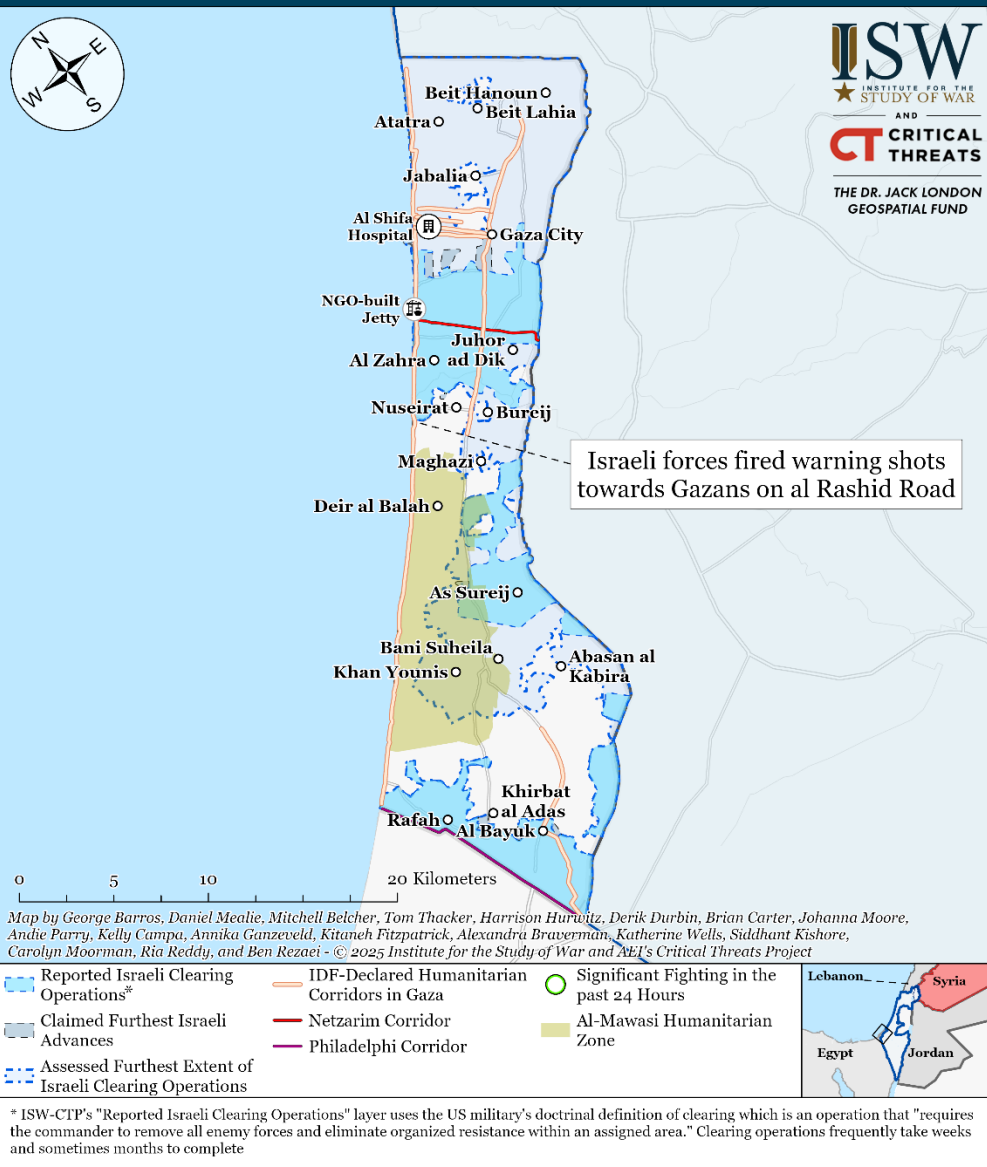 N
E
W
S
ISW
INSTITUTE FOR THE
STUDY OF WAR
AND
CT CRITICAL
THREATS
THE DR. JACK LONDON
GEOSPATIAL FUND
Beit Hanoun
Beit Lahia
Atatra
Jabalia
Al Shifa
Hospital
Gaza City
NGO-built
Jetty
Juhor
ad Dik
Al Zahra
Nuseirat
Bureij
Maghazi
Israeli forces fired warning shots
towards Gazans on al Rashid Road
Deir al Balah
As Sureij
Bani Suheila
Abasan al
Kabira
Khan Younis
Khirbat
al Adas
Rafah
Al Bayuk
0 5 10 20 Kilometers
Map by George Barros, Daniel Mealie, Mitchell Belcher, Tom Thacker, Harrison Hurwitz, Derik Durbin, Brian Carter, Johanna Moore,
Andie Parry, Kelly Campa, Annika Ganzeveld, Kitaneh Fitzpatrick, Alexandra Braverman, Katherine Wells, Siddhant Kishore,
Carolyn Moorman, Ria Reddy, and Ben Rezaei - © 2025 Institute for the Study of War and AEI's Critical Threats Project
Reported Israeli Clearing
Operations*
Claimed Furthest Israeli
Advances
Assessed Furthest Extent of
Israeli Clearing Operations
IDF-Declared Humanitarian
Corridors in Gaza
Netzarim Corridor
Philadelphi Corridor
Significant Fighting in the
past 24 Hours
Al-Mawasi Humanitarian
Zone
Lebanon
Syria
Egypt
Jordan
* ISW-CTP's "Reported Israeli Clearing Operations" layer uses the US military's doctrinal definition of clearing which is an operation that "requires
the commander to remove all enemy forces and eliminate organized resistance within an assigned area." Clearing operations frequently take weeks
and sometimes months to complete